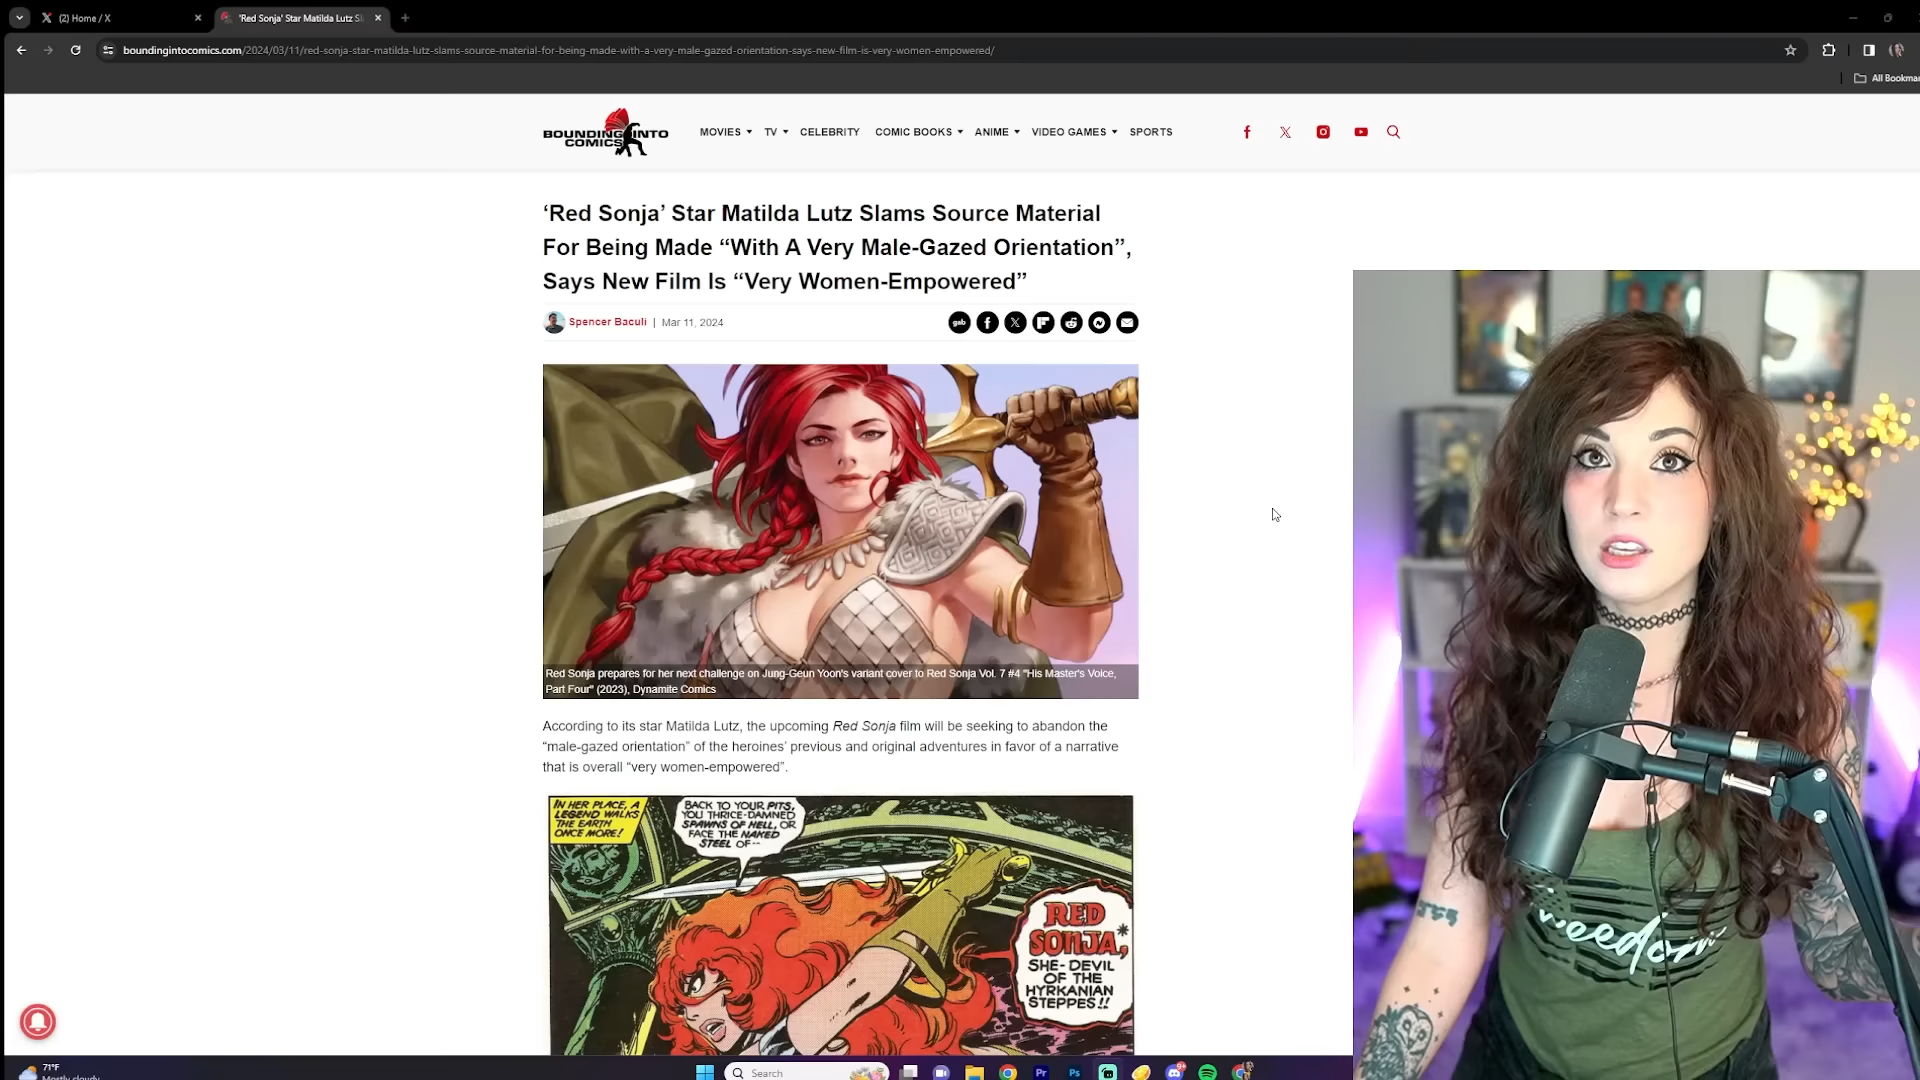 (2) Home / X
'Red Sonja' Star Matilda Lutz Sl
boundingintocomics.com/2024/03/11/red-sonja-star-matilda-lutz-slams-source-material-for-being-made-with-a-very-male-gazed-orientation-says-new-film-is-very-women-empowered/
All Bookmar
BOUNDING INTO
COMICS
MOVIES TV CELEBRITY COMIC BOOKS ANIME VIDEO GAMES SPORTS
‘Red Sonja’ Star Matilda Lutz Slams Source Material
For Being Made “With A Very Male-Gazed Orientation”,
Says New Film Is “Very Women-Empowered”
Spencer Baculi | Mar 11, 2024
gab
Red Sonja prepares for her next challenge on Jung-Geun Yoon's variant cover to Red Sonja Vol. 7 #4 "His Master's Voice,
Part Four" (2023), Dynamite Comics
According to its star Matilda Lutz, the upcoming Red Sonja film will be seeking to abandon the
“male-gazed orientation” of the heroines’ previous and original adventures in favor of a narrative
that is overall “very women-empowered”.
IN HER PLACE, A
LEGEND WALKS
THE EARTH
ONCE MORE!
BACK TO YOUR PITS,
YOU THRICE-DAMNED
SPAWNS OF HELL, OR
FACE THE NAKED
STEEL OF--
RED
SONJA,*
SHE-DEVIL
OF THE
HYRKANIAN
STEPPES!!
71°F
Mostly cloudy
Search
Pr
Ps